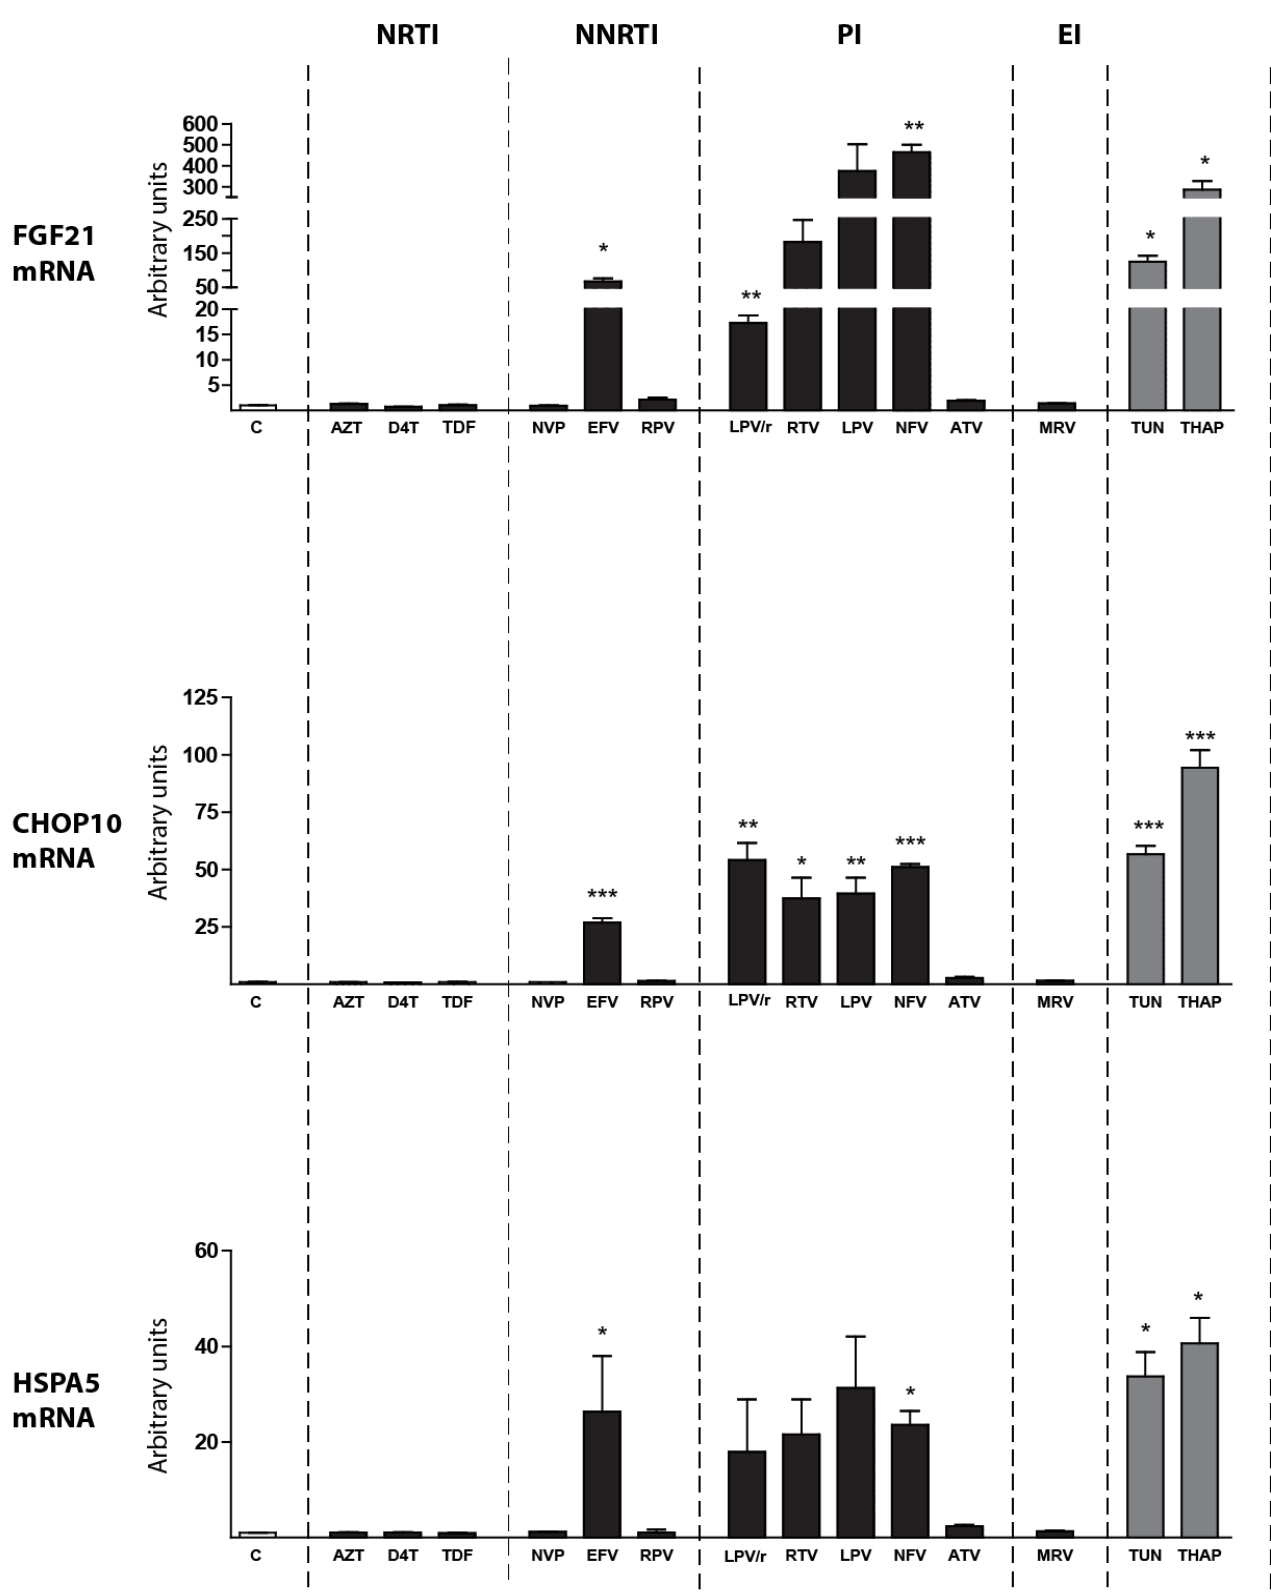 NRTI NNRTI PI EI
FGF21
mRNA
Arbitrary units
600
500
400
300
250
150
50
20
15
10
5
* ** ** * *
C AZT D4T TDF NVP EFV RPV LPV/r RTV LPV NFV ATV MRV TUN THAP
CHOP10
mRNA
Arbitrary units
125
100
75
50
25
*** ** * ** *** *** ***
C AZT D4T TDF NVP EFV RPV LPV/r RTV LPV NFV ATV MRV TUN THAP
HSPA5
mRNA
Arbitrary units
60
40
20
* * * *
C AZT D4T TDF NVP EFV RPV LPV/r RTV LPV NFV ATV MRV TUN THAP